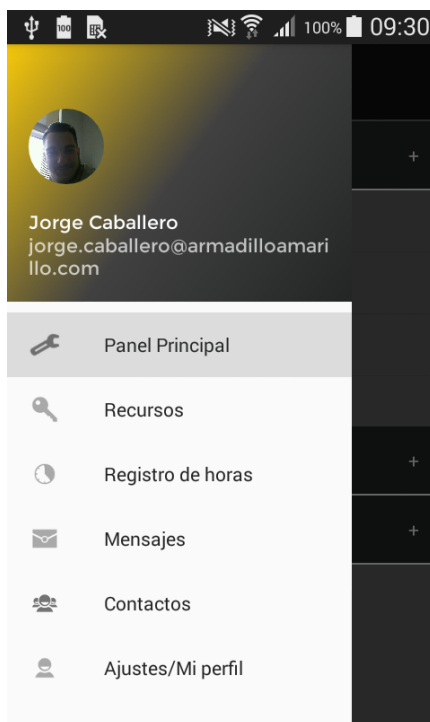 100 100% 09:30
Jorge Caballero
jorge.caballero@armadilloamari
llo.com
+
Panel Principal
Recursos
Registro de horas
+
Mensajes
+
Contactos
Ajustes/Mi perfil